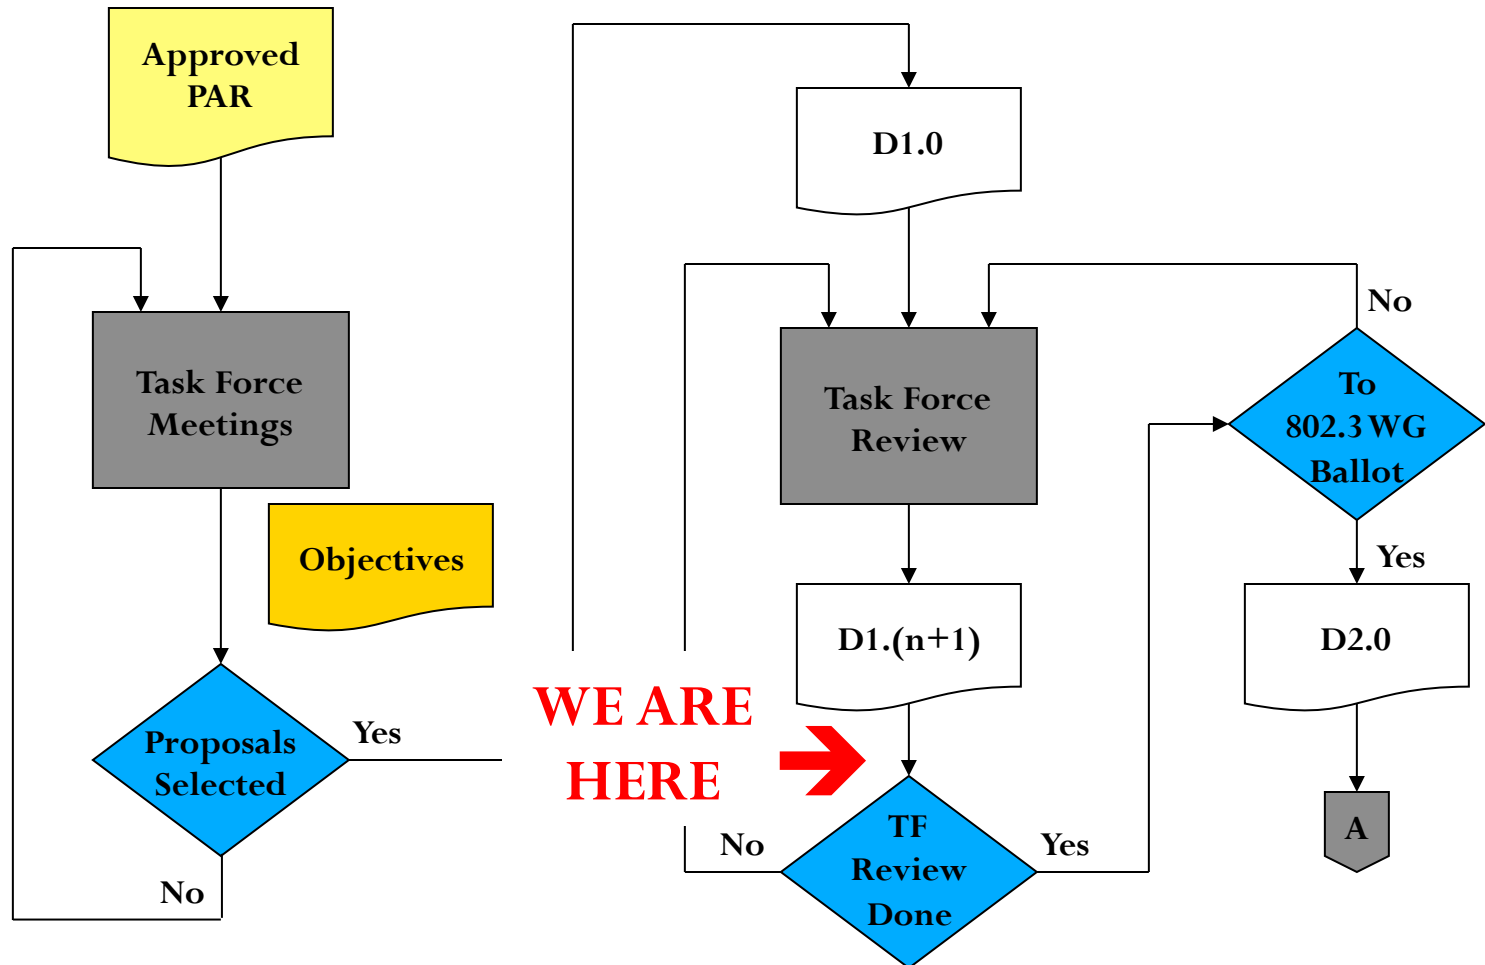 Approved
PAR
Task Force
Meetings
Objectives
Proposals
Selected
Yes
No
D1.0
Task Force
Review
D1.(n+1)
WE ARE
HERE
TF
Review
Done
No
Yes
To
802.3 WG
Ballot
No
Yes
D2.0
A